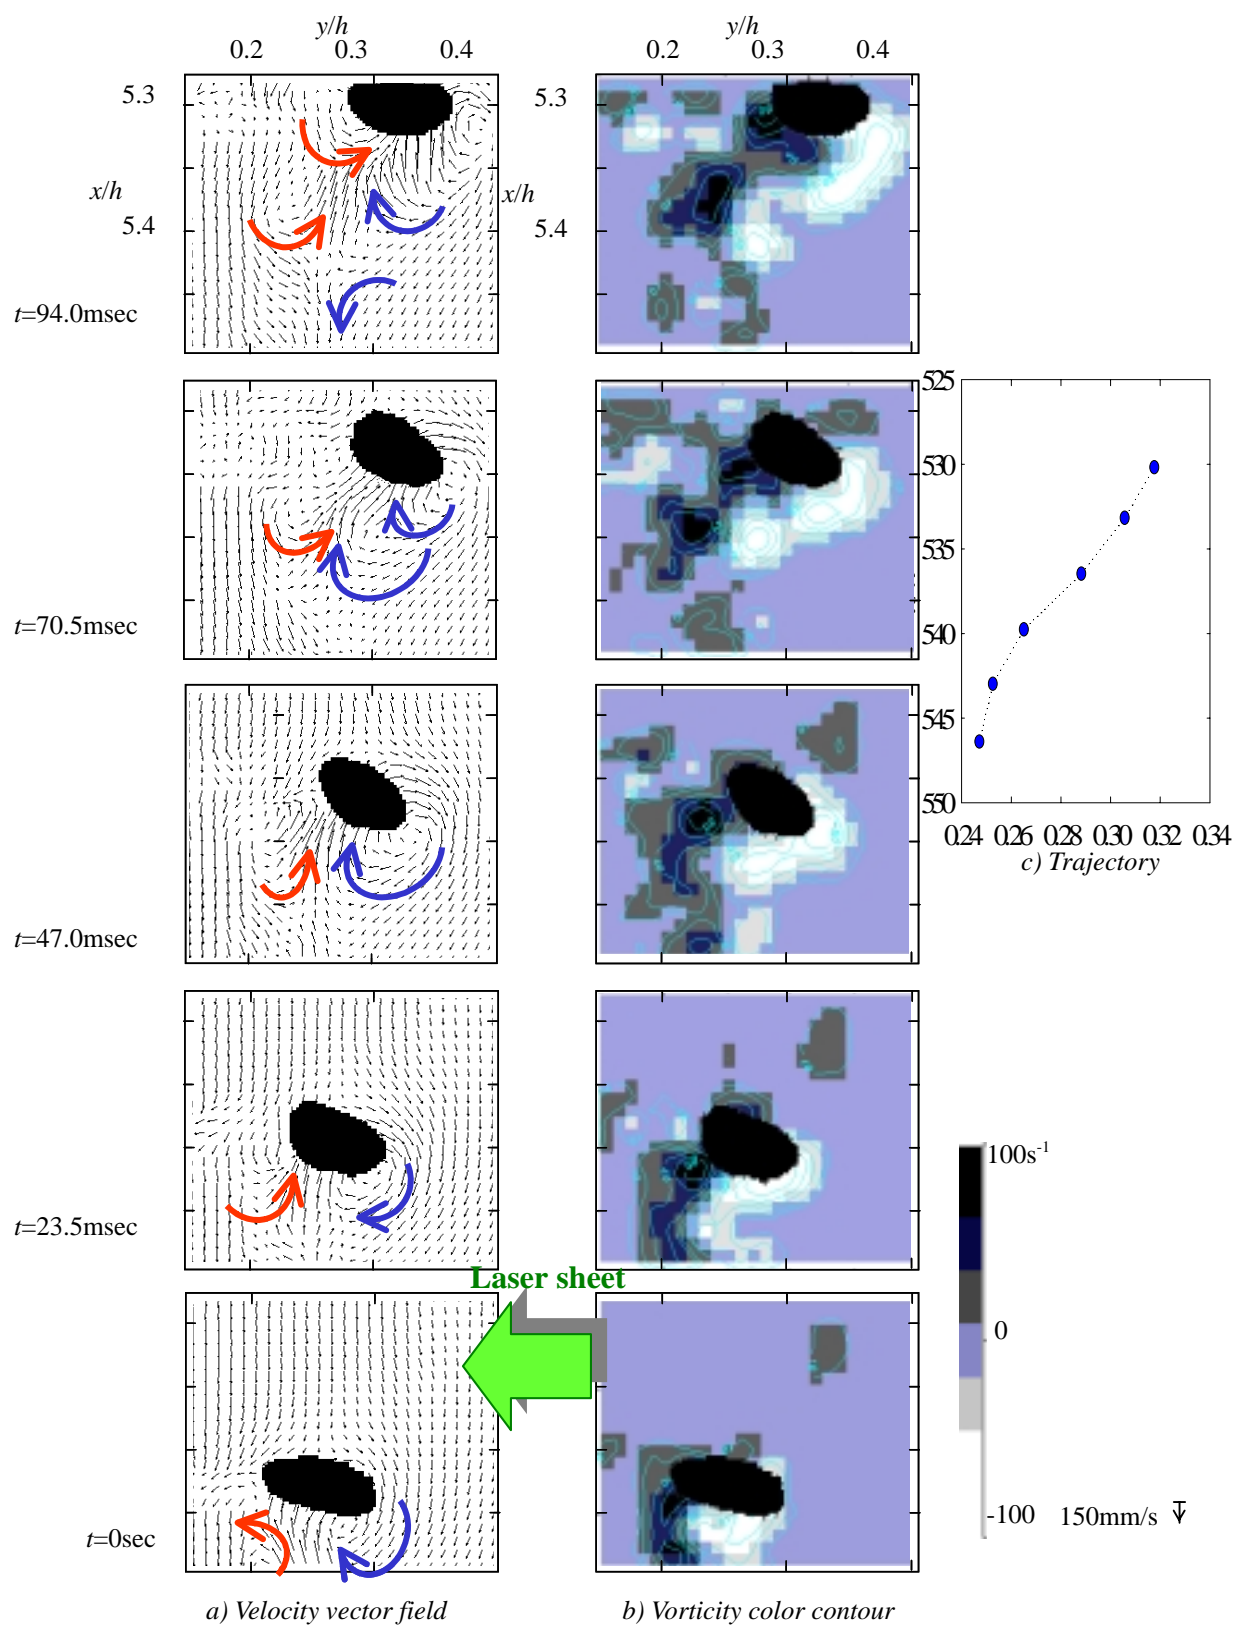 y/h
y/h
0.2 0.3 0.4
0.2 0.3 0.4
5.3
5.3
x/h
x/h
5.4
5.4
t=94.0msec
525
530
535
540
545
550
0.24 0.26 0.28 0.30 0.32 0.34
c) Trajectory
t=70.5msec
t=47.0msec
t=23.5msec
Laser sheet
t=0sec
100s-1
0
-100
150mm/s
a) Velocity vector field
b) Vorticity color contour